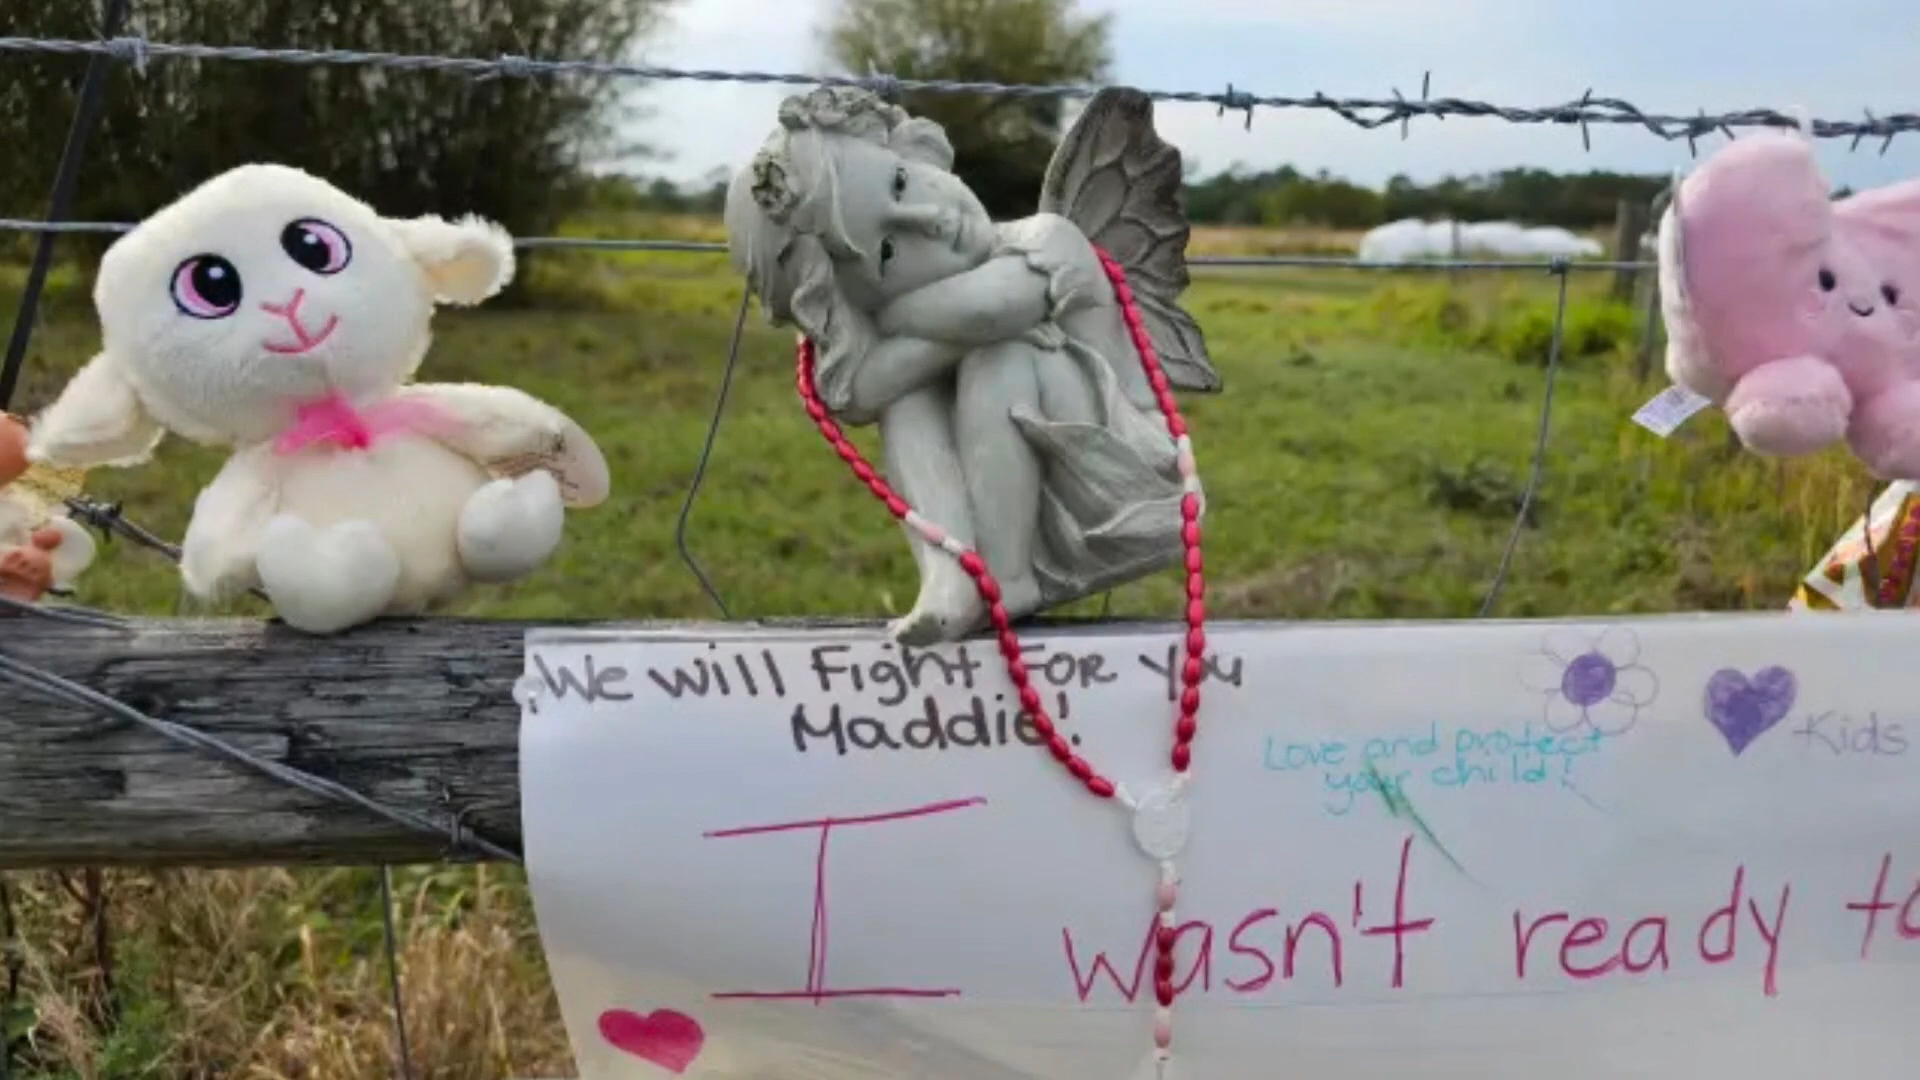 We will Fight For you
Maddie!
Love and protect
your child!
Kids
I wasn't ready to